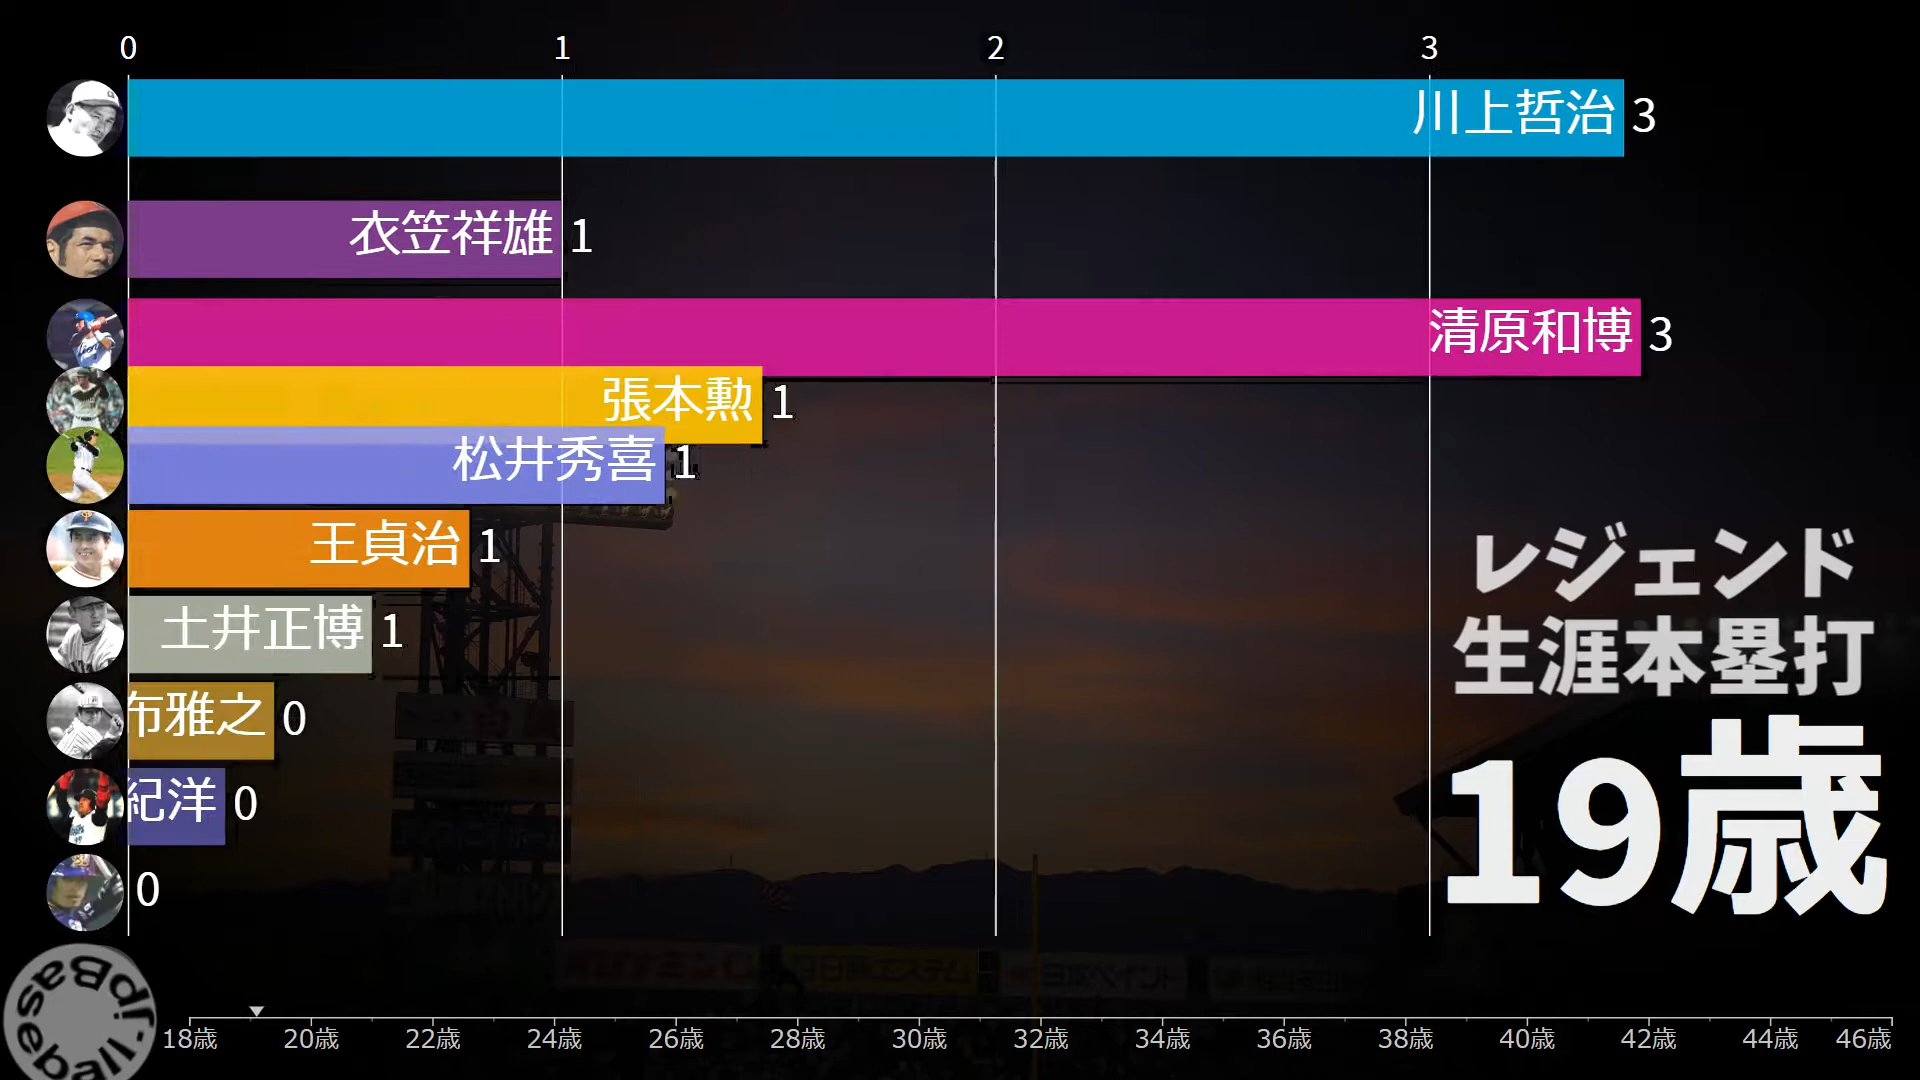 0 1 2 3
川上哲治 3
衣笠祥雄 1
清原和博 3
張本勲 1
松井秀喜 1
王貞治 1
土井正博 1
布雅之 0
紀洋 0
0
レジェンド
生涯本塁打
19歳
18歳 20歳 22歳 24歳 26歳 28歳 30歳 32歳 34歳 36歳 38歳 40歳 42歳 44歳 46歳